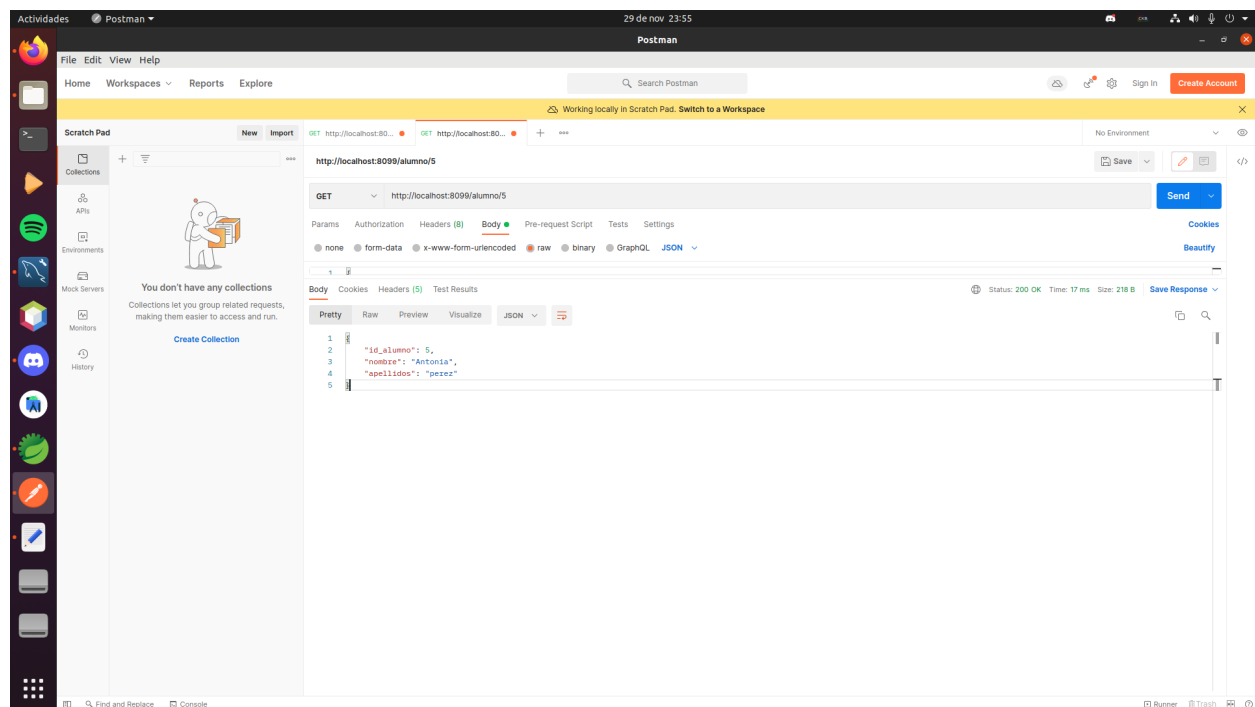 Actividades Postman 29 de nov 23:55
Postman
File Edit View Help
Home Workspaces Reports Explore Search Postman Sign In Create Account
Working locally in Scratch Pad. Switch to a Workspace
Scratch Pad New Import GET http://localhost:80... GET http://localhost:80... + No Environment
Collections
APIs
Environments
Mock Servers
Monitors
History
You don't have any collections
Collections let you group related requests,
making them easier to access and run.
Create Collection
http://localhost:8099/alumno/5 Save
GET http://localhost:8099/alumno/5 Send
Params Authorization Headers (8) Body Pre-request Script Tests Settings Cookies
none form-data x-www-form-urlencoded raw binary GraphQL JSON Beautify
1 {
Body Cookies Headers (5) Test Results Status: 200 OK Time: 17 ms Size: 218 B Save Response
Pretty Raw Preview Visualize JSON
1 {
2 "id_alumno": 5,
3 "nombre": "Antonia",
4 "apellidos": "perez"
5 }
Find and Replace Console Runner Trash